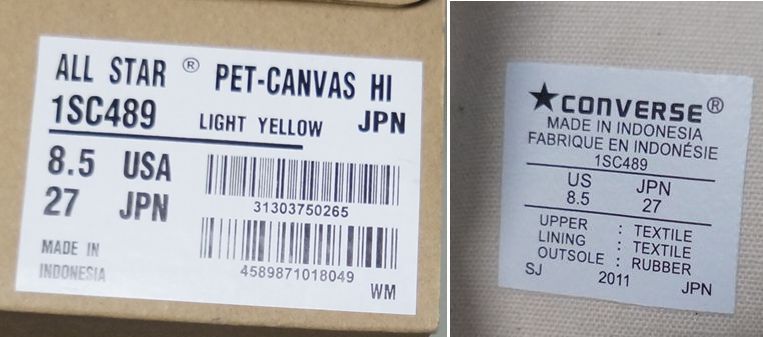 ALL STAR ® PET-CANVAS HI
1SC489 LIGHT YELLOW JPN
8.5 USA
27 JPN
31303750265
4589871018049
MADE IN
INDONESIA
WM
★CONVERSE®
MADE IN INDONESIA
FABRIQUE EN INDONÉSIE
1SC489
US JPN
8.5 27
UPPER : TEXTILE
LINING : TEXTILE
OUTSOLE : RUBBER
SJ 2011 JPN